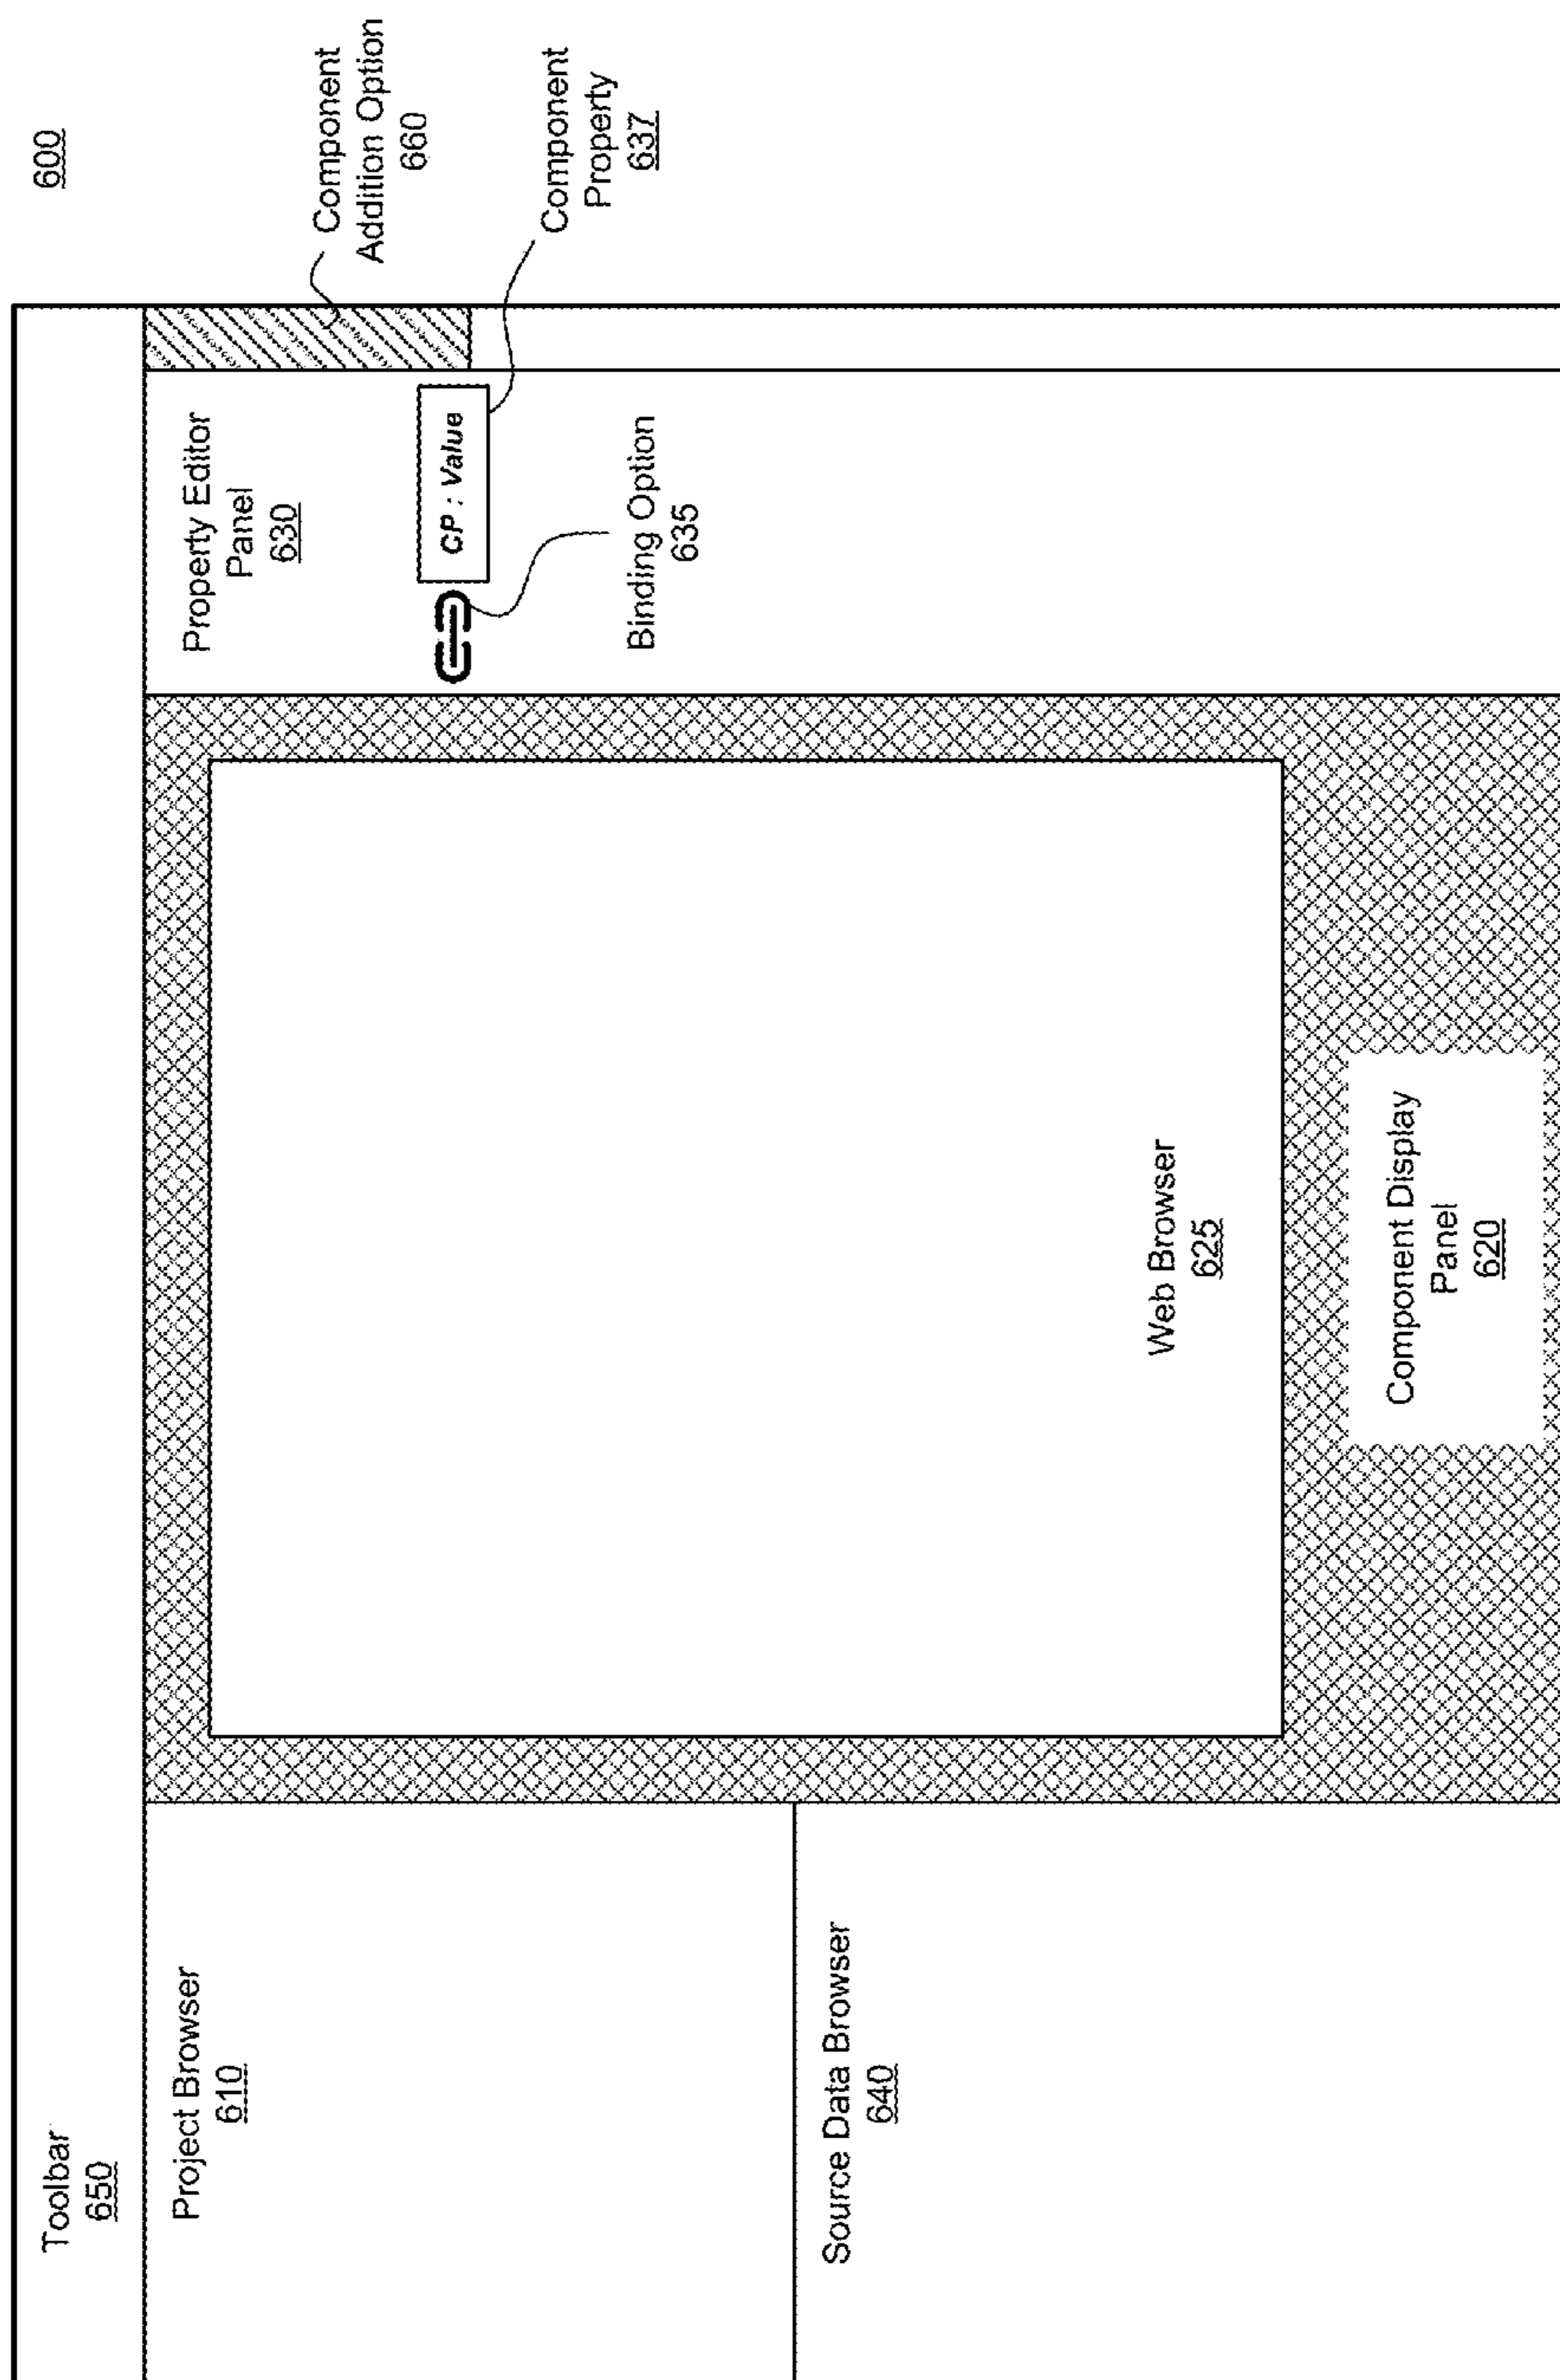 600
Toolbar
650
Project Browser
610
Source Data Browser
640
Web Browser
625
Component Display
Panel
620
Property Editor
Panel
630
CP : Value
Binding Option
635
Component
Addition Option
660
Component
Property
637